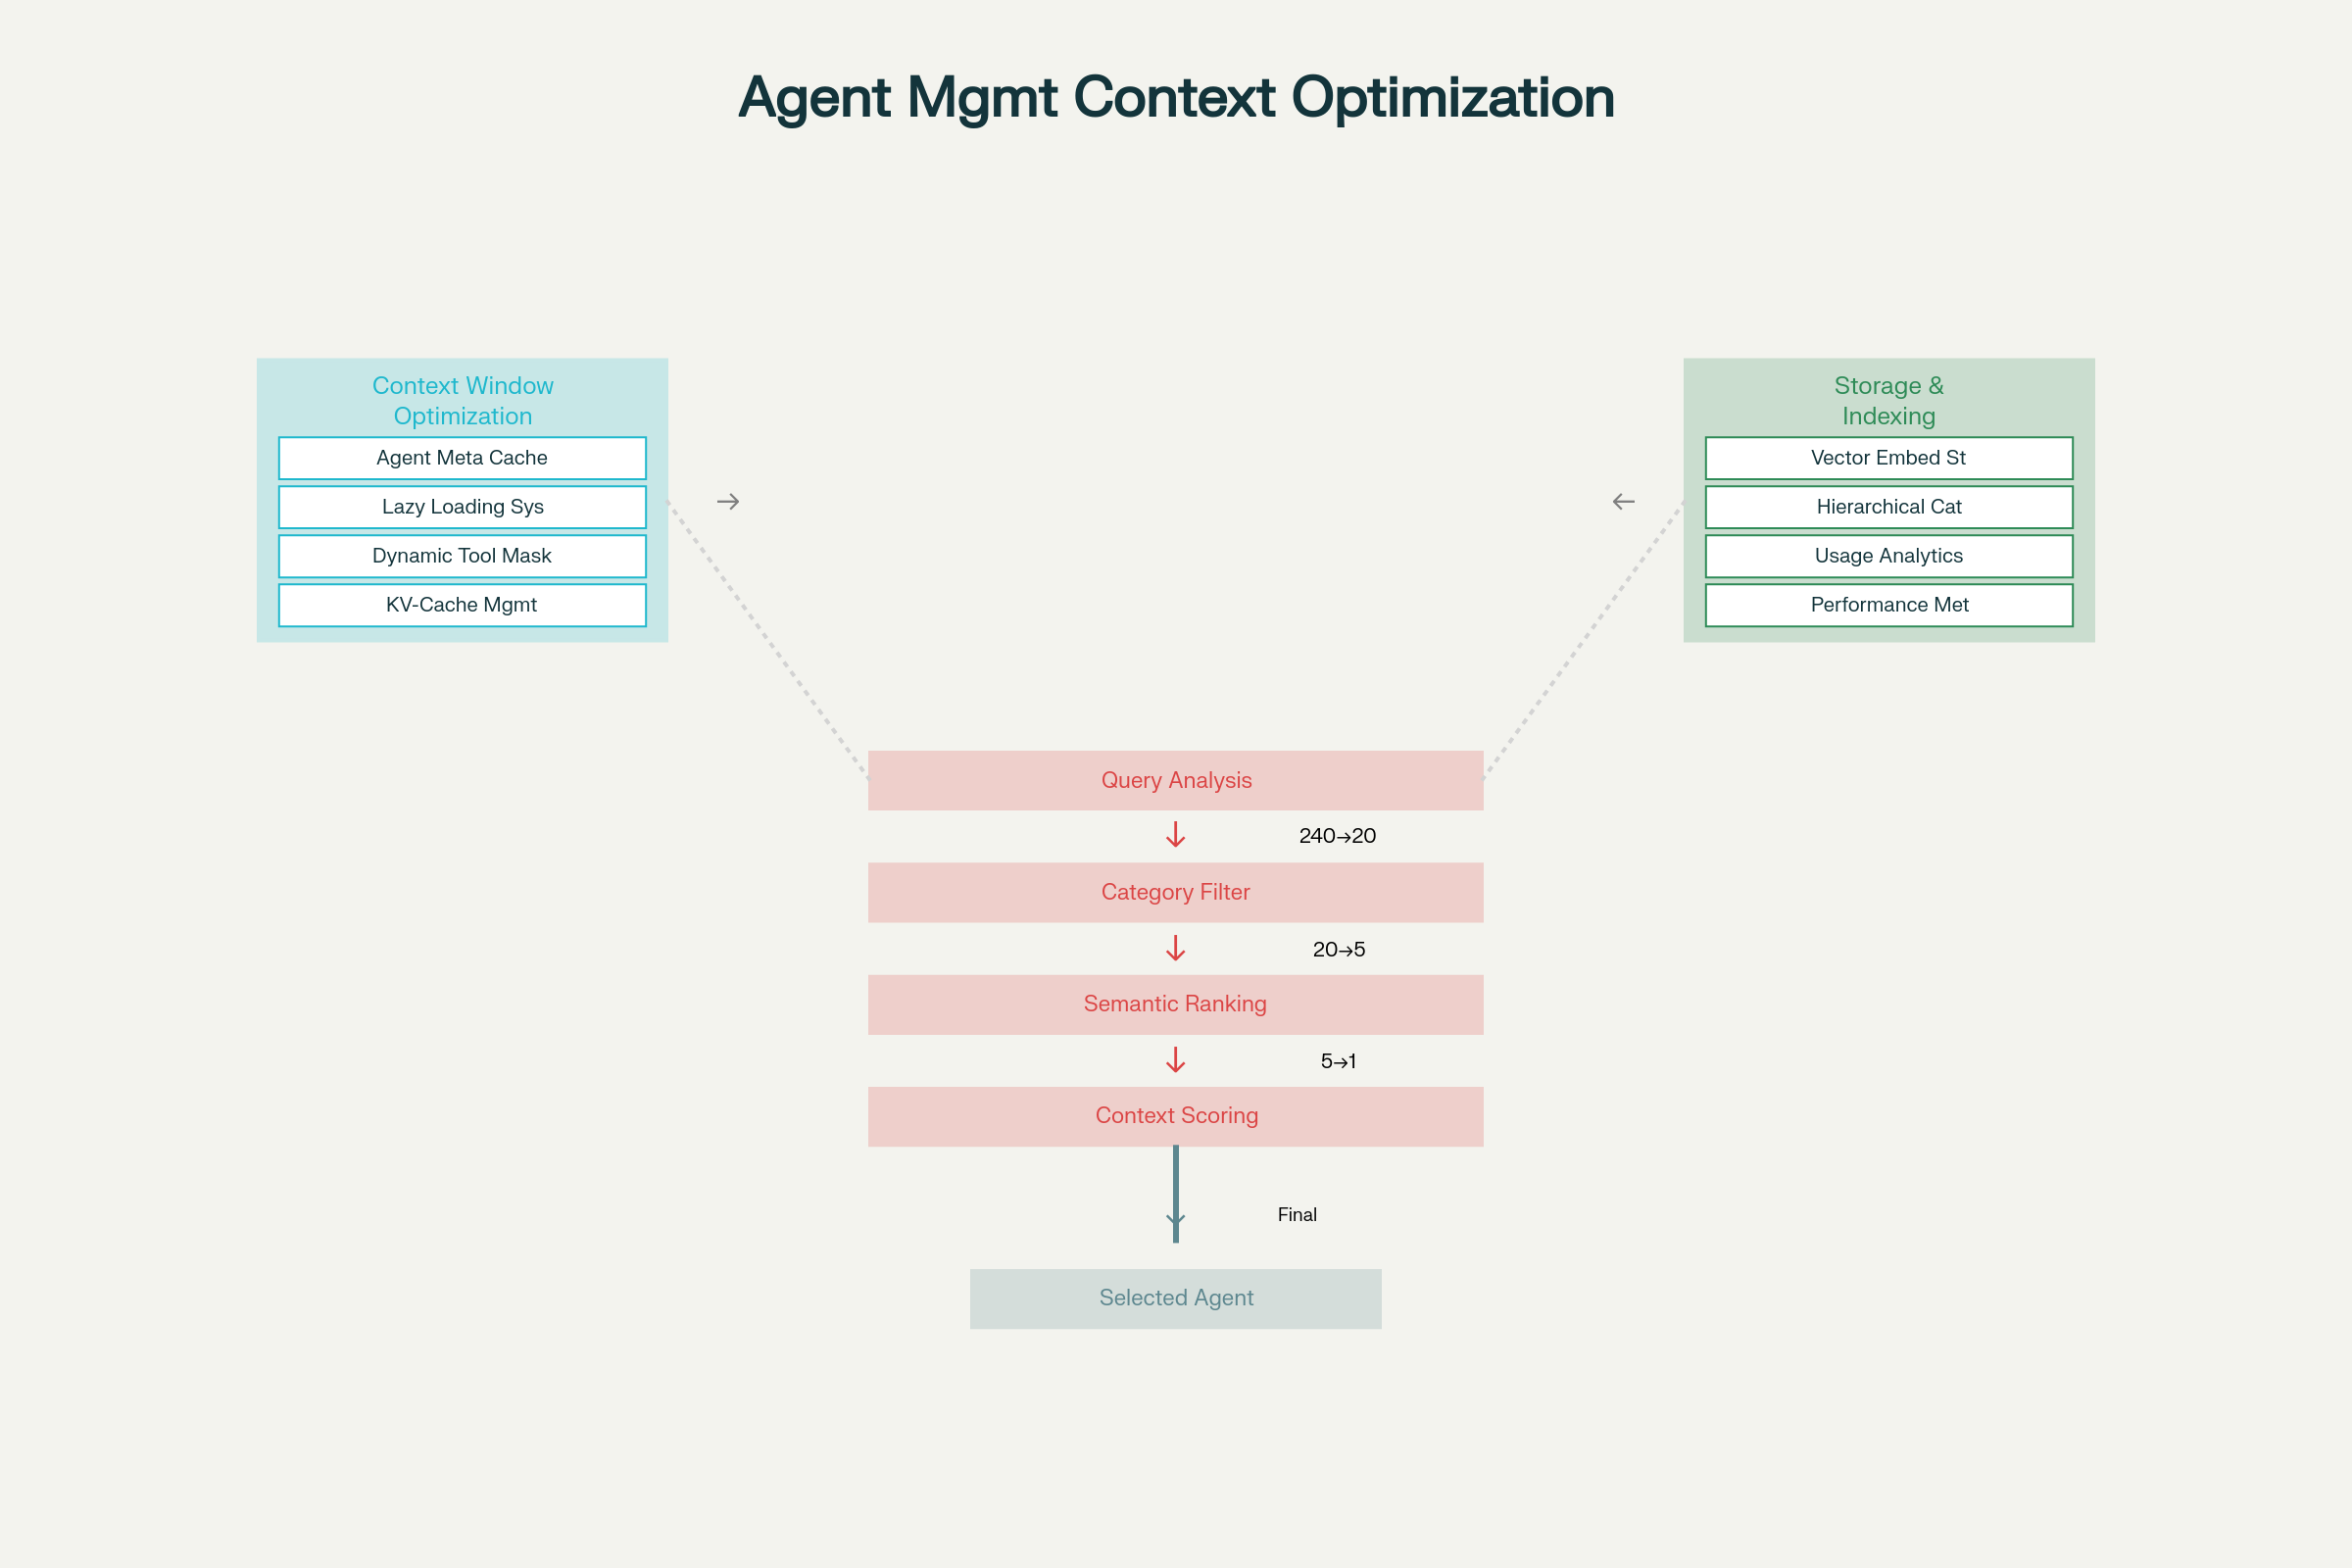 Agent Mgmt Context Optimization
Context Window
Optimization
Agent Meta Cache
Lazy Loading Sys
Dynamic Tool Mask
KV-Cache Mgmt
Storage &
Indexing
Vector Embed St
Hierarchical Cat
Usage Analytics
Performance Met
Query Analysis
240→20
Category Filter
20→5
Semantic Ranking
5→1
Context Scoring
Final
Selected Agent